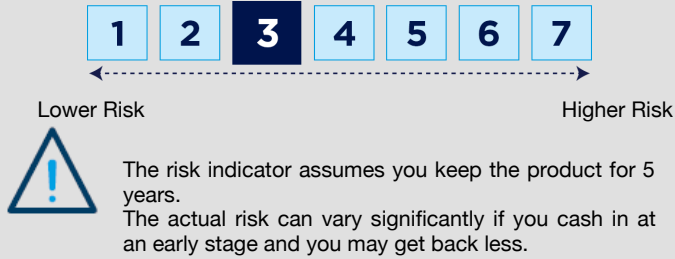 1 2 3 4 5 6 7
Lower Risk Higher Risk
The risk indicator assumes you keep the product for 5
years.
The actual risk can vary significantly if you cash in at
an early stage and you may get back less.